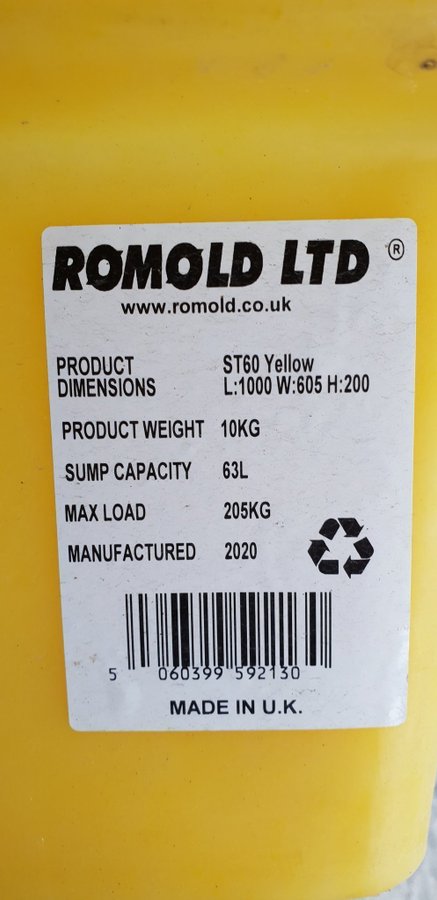 ROMOLD LTD ®
www.romold.co.uk
PRODUCT ST60 Yellow
DIMENSIONS L:1000 W:605 H:200
PRODUCT WEIGHT 10KG
SUMP CAPACITY 63L
MAX LOAD 205KG
MANUFACTURED 2020
5 060399 592130
MADE IN U.K.